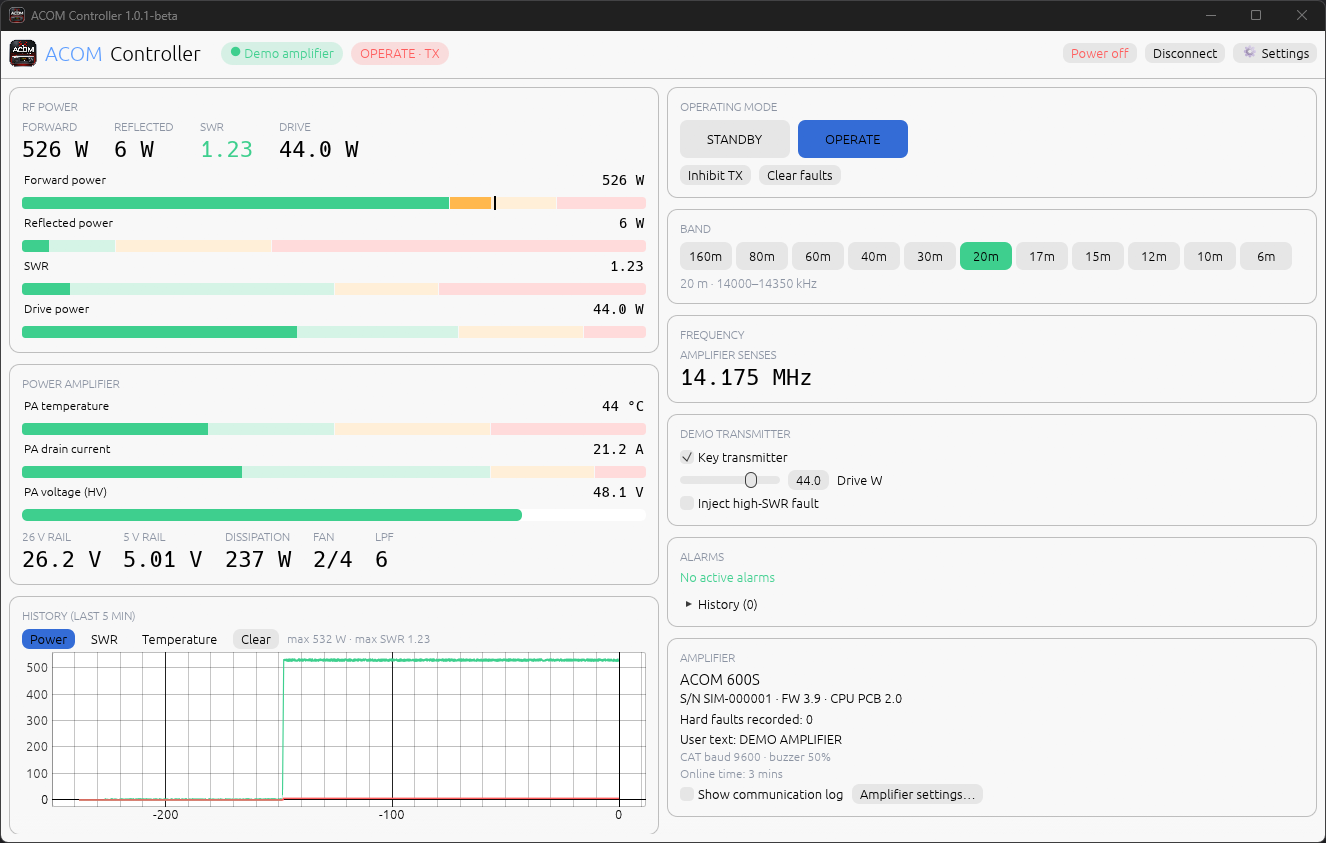 ACOM Controller 1.0.1-beta
ACOM
ACOM Controller
Demo amplifier
OPERATE · TX
Power off
Disconnect
Settings
RF POWER
FORWARD REFLECTED SWR DRIVE
526 W 6 W 1.23 44.0 W
Forward power 526 W
Reflected power 6 W
SWR 1.23
Drive power 44.0 W
POWER AMPLIFIER
PA temperature 44 °C
PA drain current 21.2 A
PA voltage (HV) 48.1 V
26 V RAIL 5 V RAIL DISSIPATION FAN LPF
26.2 V 5.01 V 237 W 2/4 6
HISTORY (LAST 5 MIN)
Power SWR Temperature Clear max 532 W · max SWR 1.23
500
400
300
200
100
0
-200 -100 0
OPERATING MODE
STANDBY OPERATE
Inhibit TX Clear faults
BAND
160m 80m 60m 40m 30m 20m 17m 15m 12m 10m 6m
20 m · 14000–14350 kHz
FREQUENCY
AMPLIFIER SENSES
14.175 MHz
DEMO TRANSMITTER
Key transmitter
44.0 Drive W
Inject high-SWR fault
ALARMS
No active alarms
History (0)
AMPLIFIER
ACOM 600S
S/N SIM-000001 · FW 3.9 · CPU PCB 2.0
Hard faults recorded: 0
User text: DEMO AMPLIFIER
CAT baud 9600 · buzzer 50%
Online time: 3 mins
Show communication log Amplifier settings...